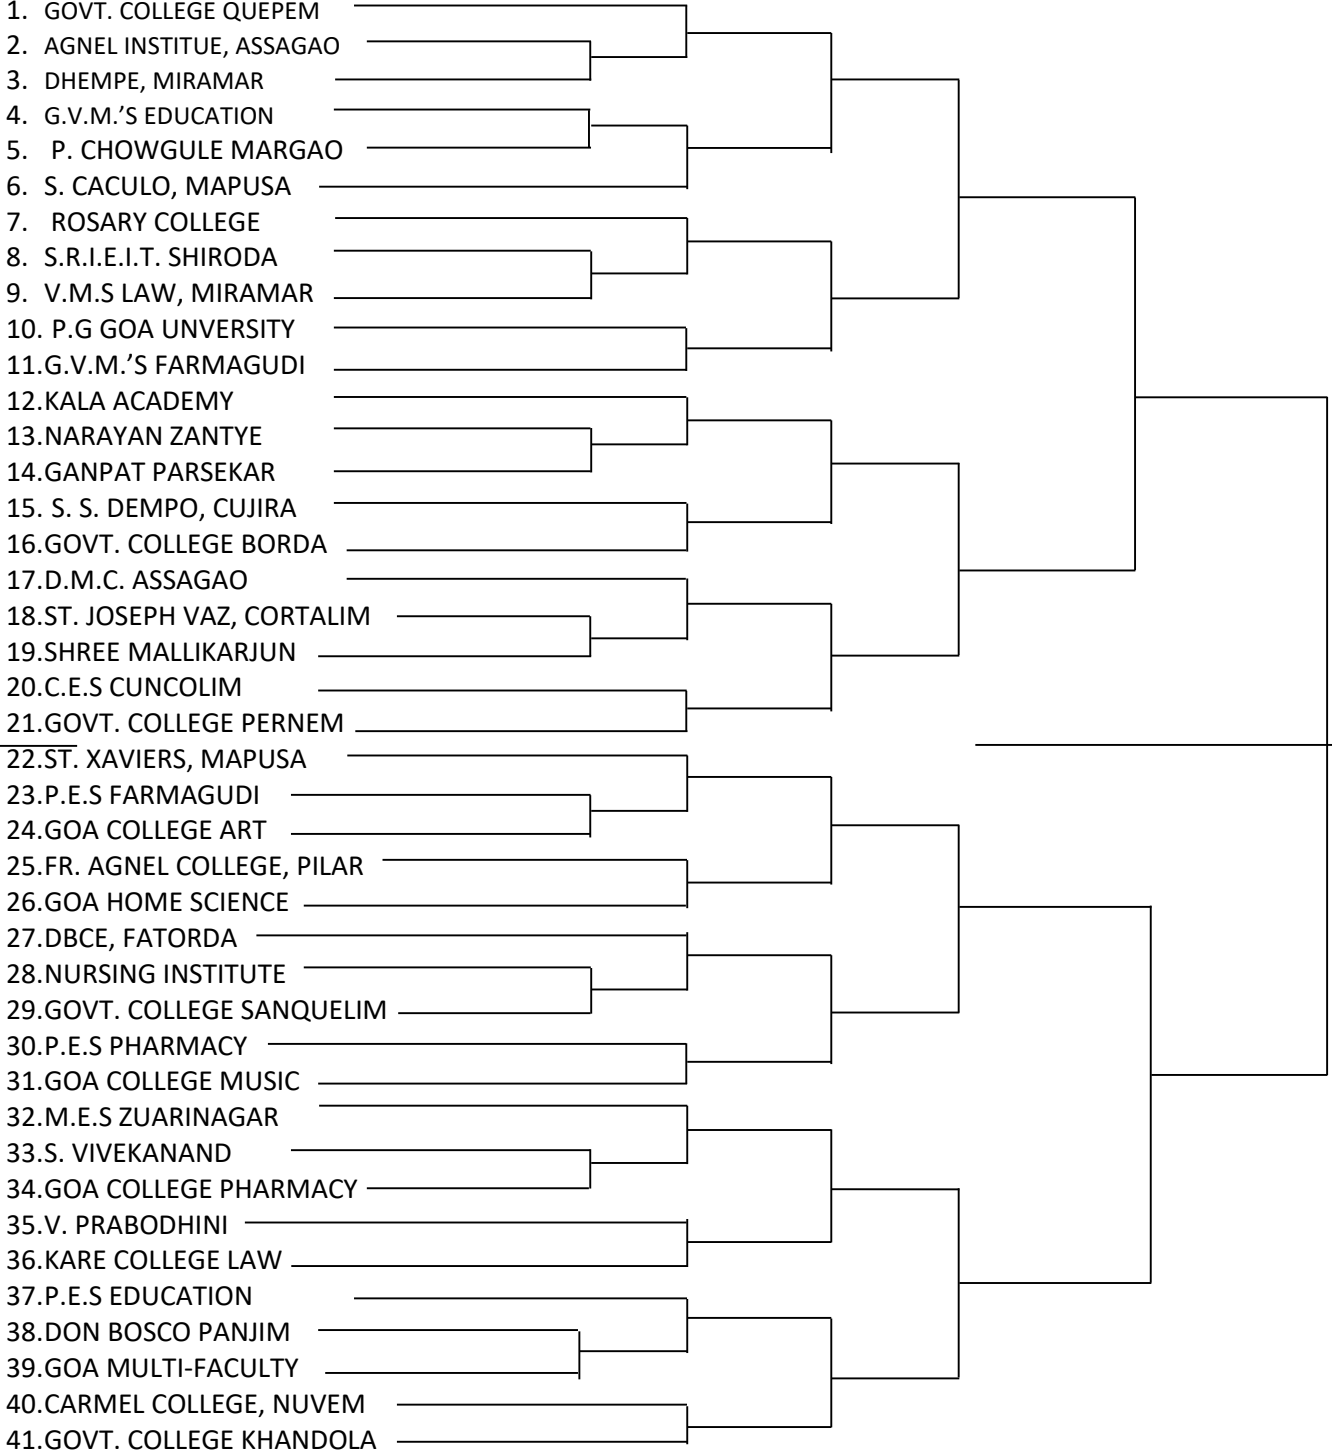 1. GOVT. COLLEGE QUEPEM
2. AGNEL INSTITUE, ASSAGAO
3. DHEMPE, MIRAMAR
4. G.V.M.’S EDUCATION
5. P. CHOWGULE MARGAO
6. S. CACULO, MAPUSA
7. ROSARY COLLEGE
8. S.R.I.E.I.T. SHIRODA
9. V.M.S LAW, MIRAMAR
10. P.G GOA UNVERSITY
11.G.V.M.’S FARMAGUDI
12.KALA ACADEMY
13.NARAYAN ZANTYE
14.GANPAT PARSEKAR
15. S. S. DEMPO, CUJIRA
16.GOVT. COLLEGE BORDA
17.D.M.C. ASSAGAO
18.ST. JOSEPH VAZ, CORTALIM
19.SHREE MALLIKARJUN
20.C.E.S CUNCOLIM
21.GOVT. COLLEGE PERNEM
22.ST. XAVIERS, MAPUSA
23.P.E.S FARMAGUDI
24.GOA COLLEGE ART
25.FR. AGNEL COLLEGE, PILAR
26.GOA HOME SCIENCE
27.DBCE, FATORDA
28.NURSING INSTITUTE
29.GOVT. COLLEGE SANQUELIM
30.P.E.S PHARMACY
31.GOA COLLEGE MUSIC
32.M.E.S ZUARINAGAR
33.S. VIVEKANAND
34.GOA COLLEGE PHARMACY
35.V. PRABODHINI
36.KARE COLLEGE LAW
37.P.E.S EDUCATION
38.DON BOSCO PANJIM
39.GOA MULTI-FACULTY
40.CARMEL COLLEGE, NUVEM
41.GOVT. COLLEGE KHANDOLA